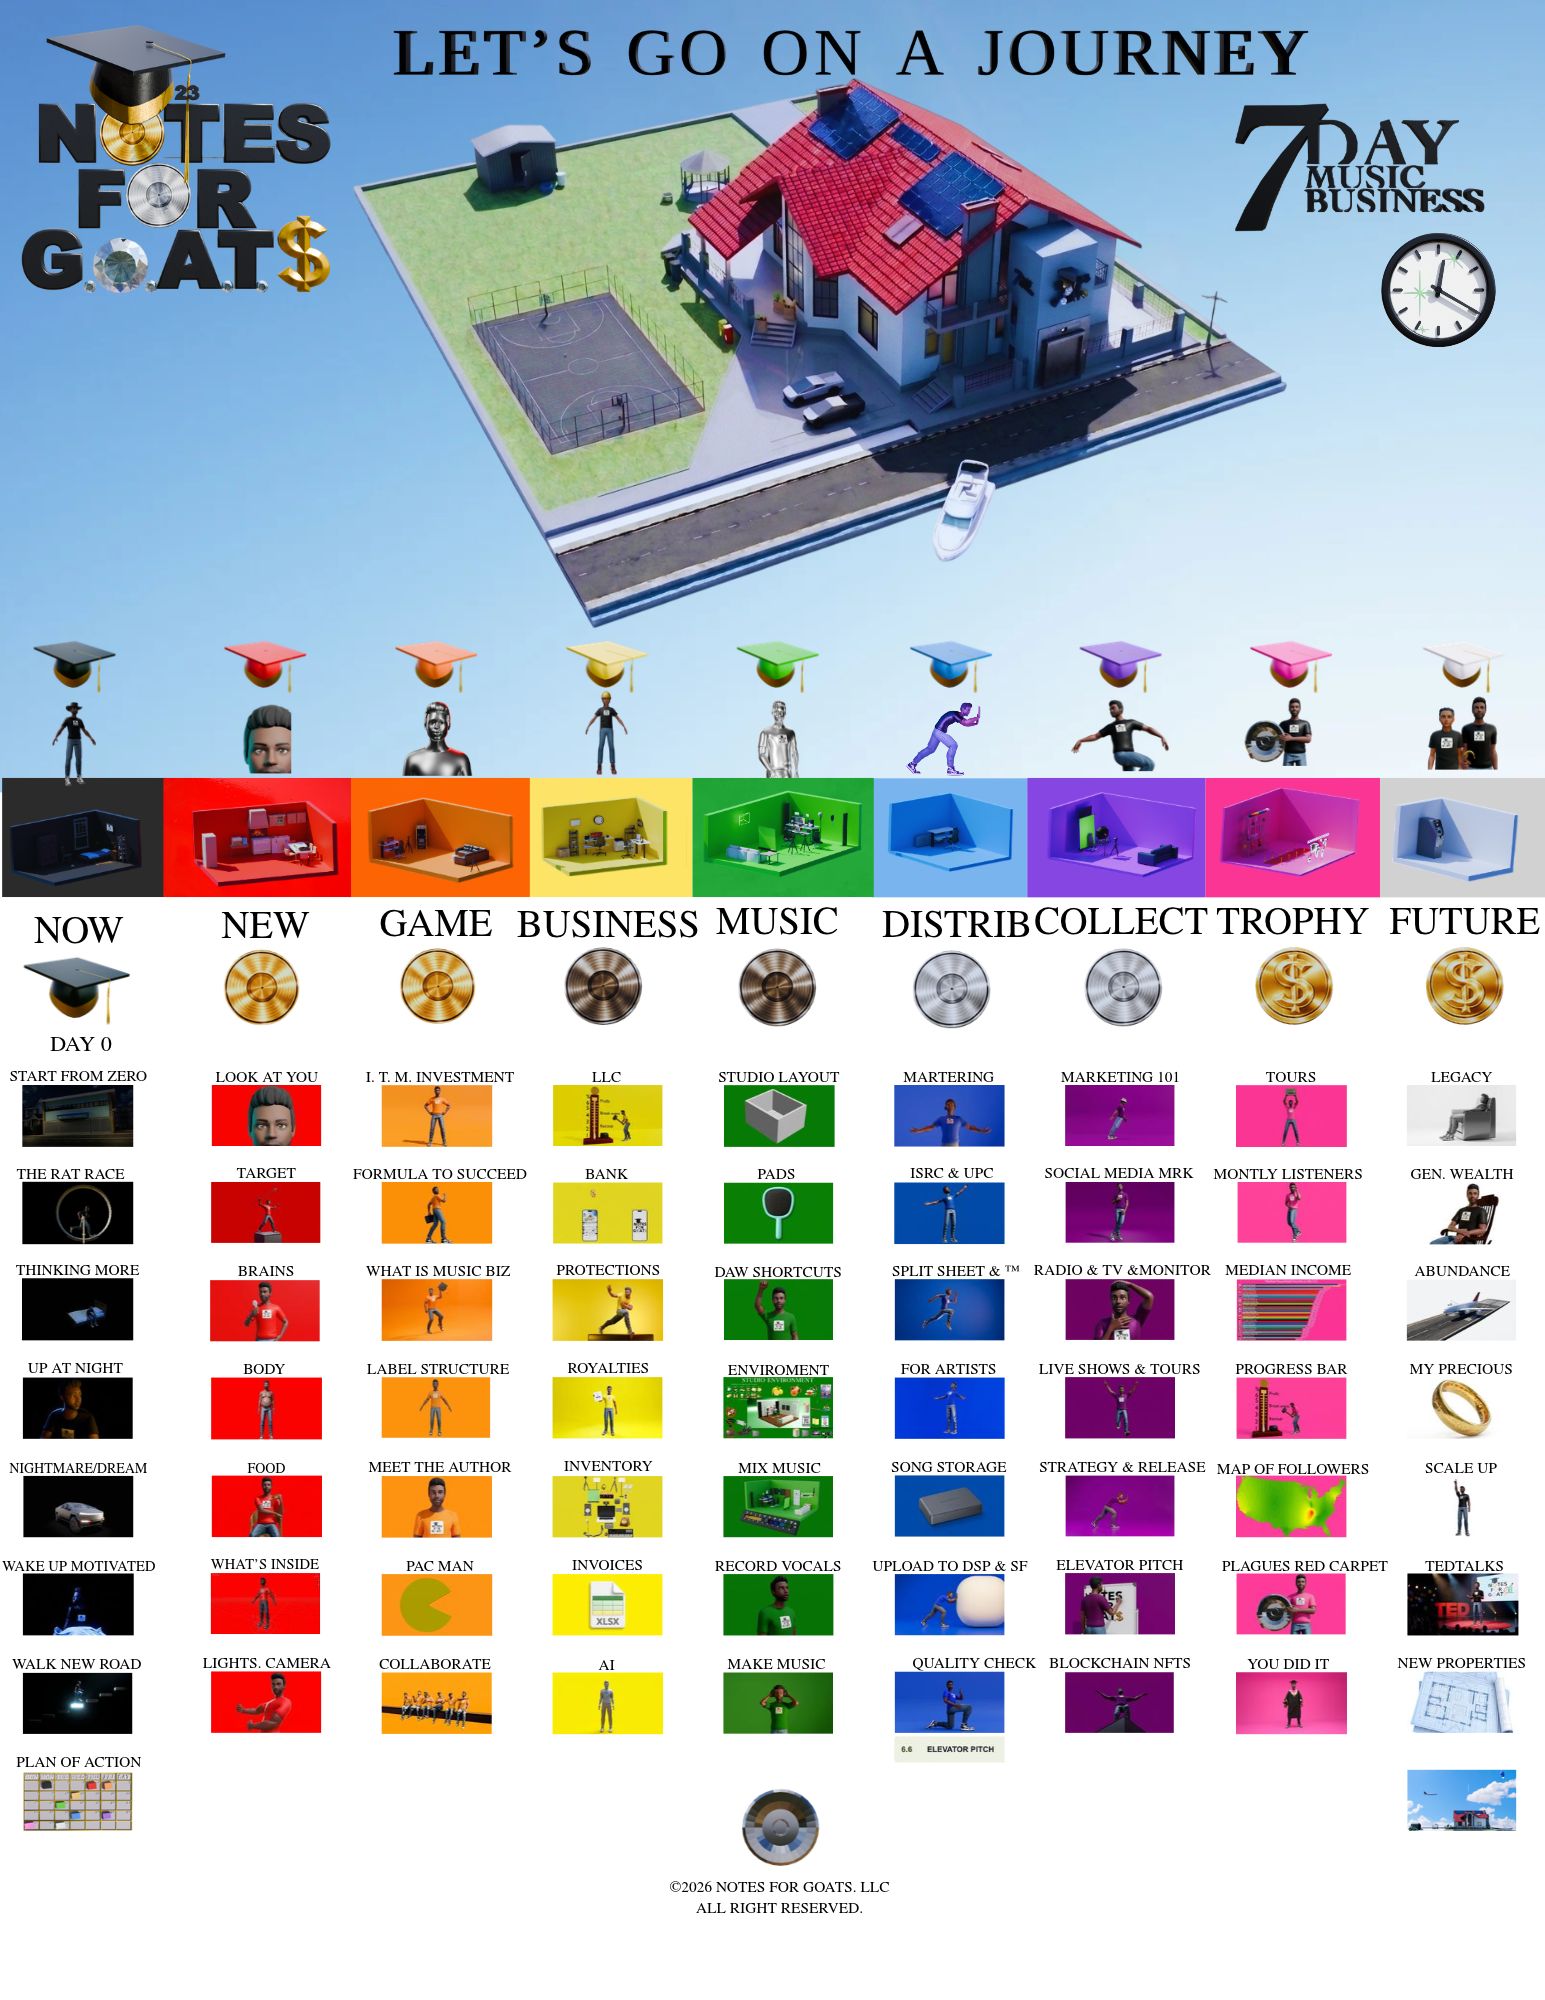 LET’S GO ON A JOURNEY
23
NOTES
FOR
G.O.A.T.$
7 DAY
MUSIC
BUSINESS
NOW
NEW
GAME
BUSINESS
MUSIC
DISTRIB
COLLECT
TROPHY
FUTURE
DAY 0
START FROM ZERO
LOOK AT YOU
I. T. M. INVESTMENT
LLC
STUDIO LAYOUT
MARTERING
MARKETING 101
TOURS
LEGACY
THE RAT RACE
TARGET
FORMULA TO SUCCEED
BANK
PADS
ISRC & UPC
SOCIAL MEDIA MRK
MONTLY LISTENERS
GEN. WEALTH
THINKING MORE
BRAINS
WHAT IS MUSIC BIZ
PROTECTIONS
DAW SHORTCUTS
SPLIT SHEET & ™
RADIO & TV &MONITOR
MEDIAN INCOME
ABUNDANCE
UP AT NIGHT
BODY
LABEL STRUCTURE
ROYALTIES
ENVIROMENT
STUDIO ENVIRONMENT
FOR ARTISTS
LIVE SHOWS & TOURS
PROGRESS BAR
MY PRECIOUS
NIGHTMARE/DREAM
FOOD
MEET THE AUTHOR
INVENTORY
MIX MUSIC
SONG STORAGE
STRATEGY & RELEASE
MAP OF FOLLOWERS
SCALE UP
WAKE UP MOTIVATED
WHAT’S INSIDE
PAC MAN
INVOICES
XLSX
RECORD VOCALS
UPLOAD TO DSP & SF
ELEVATOR PITCH
PLAGUES RED CARPET
TEDTALKS
TED
WALK NEW ROAD
LIGHTS. CAMERA
COLLABORATE
AI
MAKE MUSIC
QUALITY CHECK
BLOCKCHAIN NFTS
YOU DID IT
NEW PROPERTIES
6.6 ELEVATOR PITCH
PLAN OF ACTION
©2026 NOTES FOR GOATS. LLC
ALL RIGHT RESERVED.